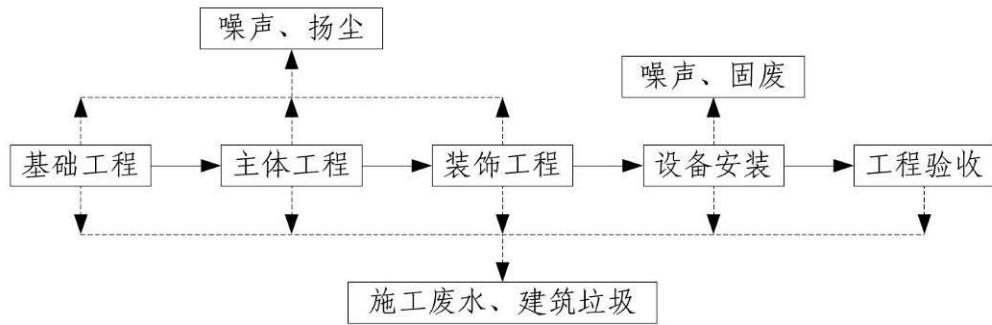 噪声、扬尘
噪声、固废
基础工程
主体工程
装饰工程
设备安装
工程验收
施工废水、建筑垃圾